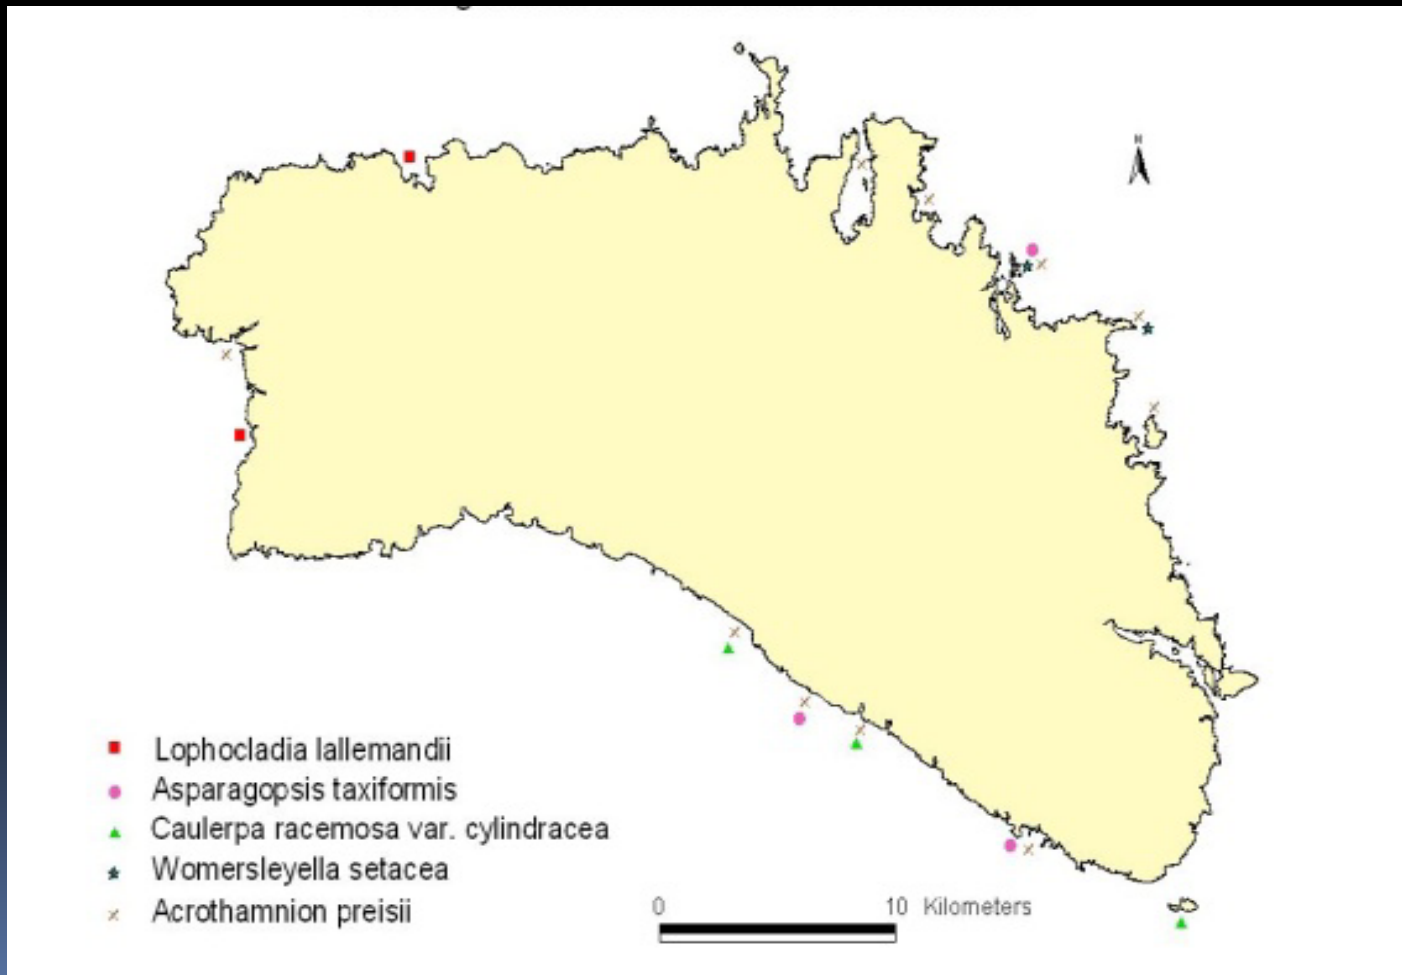 N
Lophocladia lallemandii
Asparagopsis taxiformis
Caulerpa racemosa var. cylindracea
Womersleyella setacea
Acrothamnion preisii
0 10 Kilometers